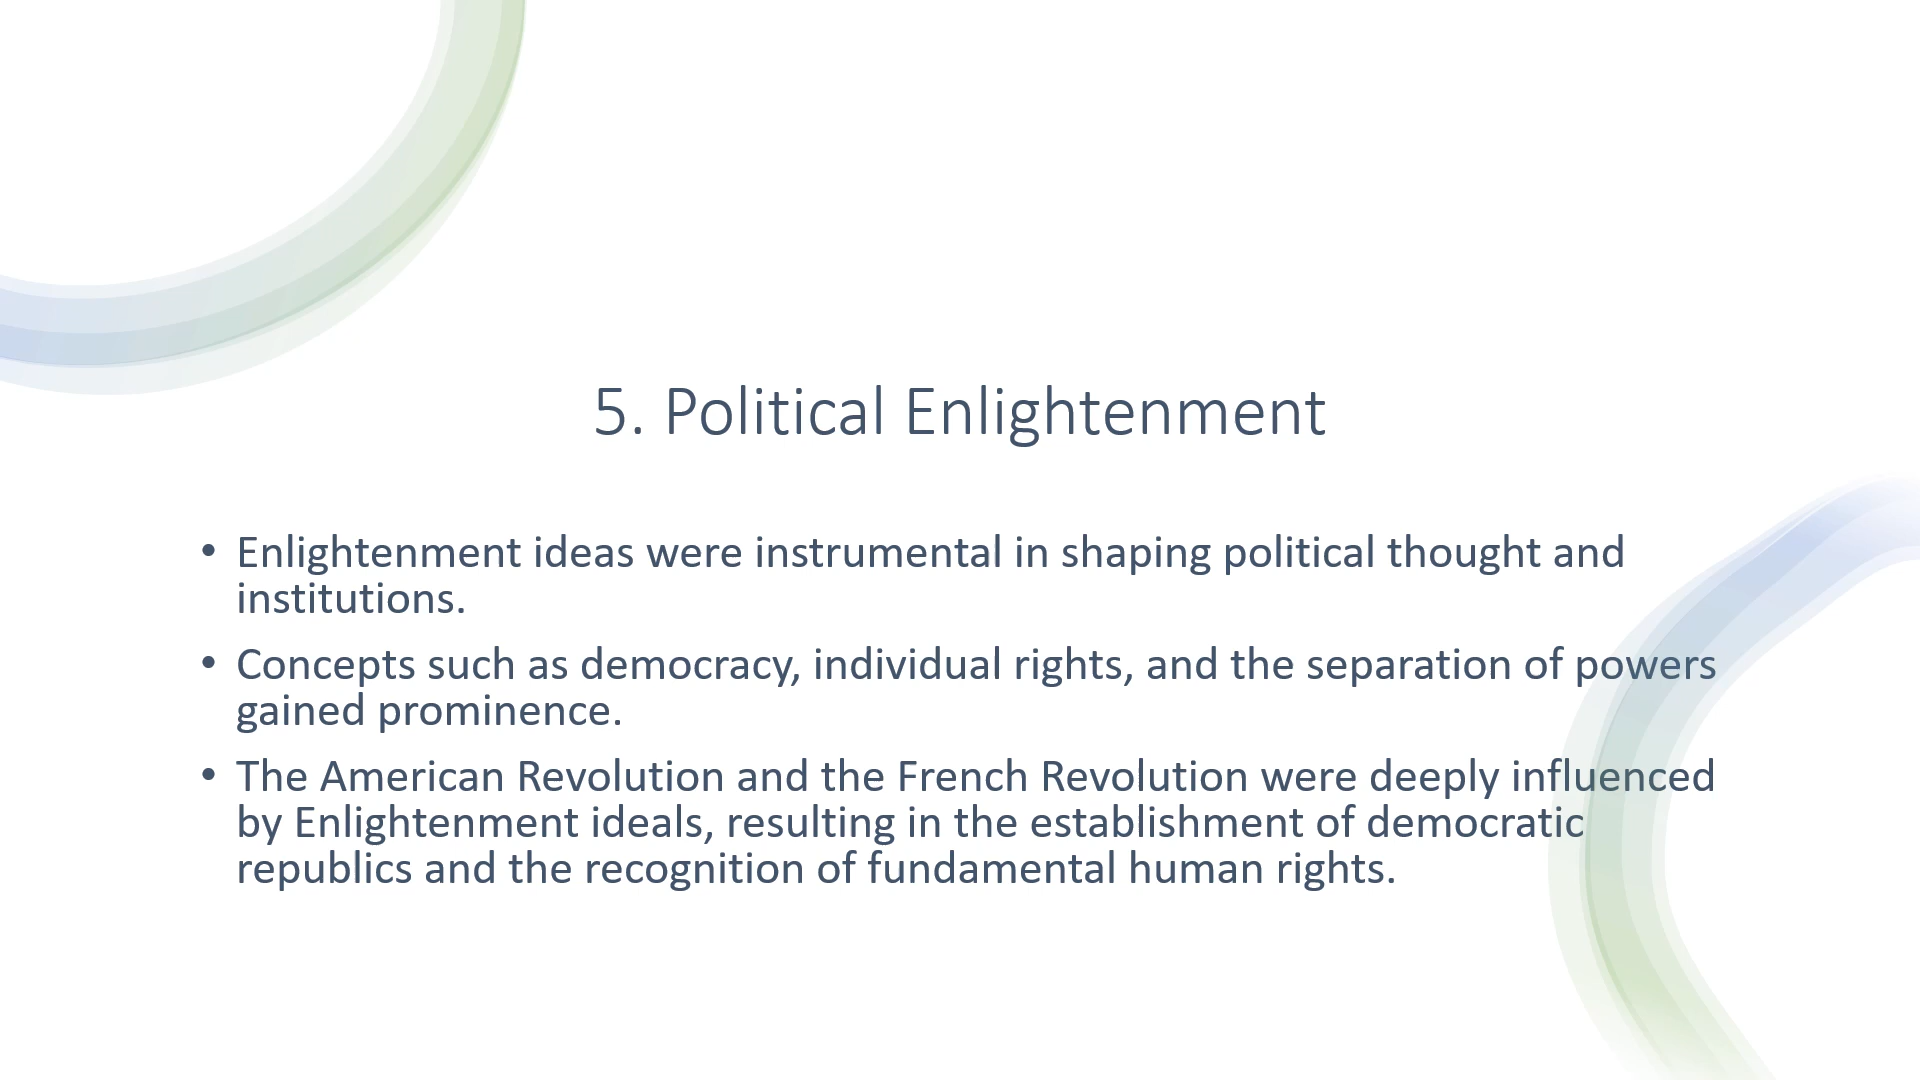 5. Political Enlightenment
• Enlightenment ideas were instrumental in shaping political thought and
institutions.
• Concepts such as democracy, individual rights, and the separation of powers
gained prominence.
• The American Revolution and the French Revolution were deeply influenced
by Enlightenment ideals, resulting in the establishment of democratic
republics and the recognition of fundamental human rights.